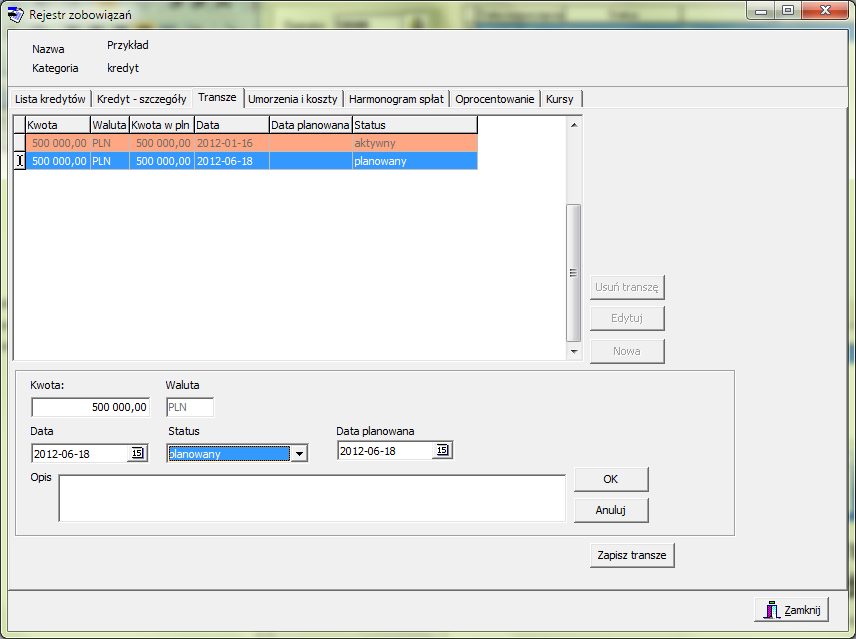 Rejestr zobowiązań
Nazwa Przykład
Kategoria kredyt
Lista kredytów Kredyt - szczegóły Transze Umorzenia i koszty Harmonogram spłat Oprocentowanie Kursy
Kwota Waluta Kwota w pln Data Data planowana Status
500 000,00 PLN 500 000,00 2012-01-16 aktywny
500 000,00 PLN 500 000,00 2012-06-18 planowany
Usuń transzę
Edytuj
Nowa
Kwota: Waluta
500 000,00 PLN
Data Status Data planowana
2012-06-18 15 planowany 2012-06-18 15
Opis
OK
Anuluj
Zapisz transze
Zamknij